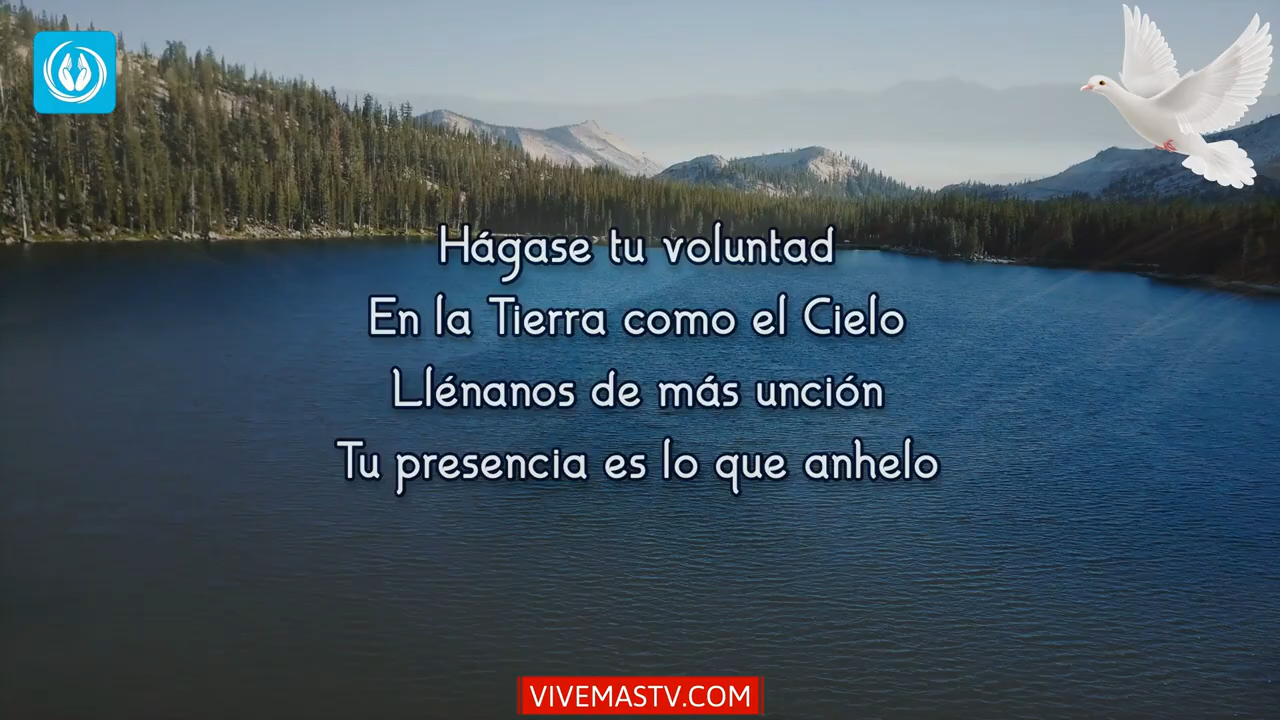 Hágase tu voluntad
En la Tierra como el Cielo
Llénanos de más unción
Tu presencia es lo que anhelo
VIVEMASTV.COM